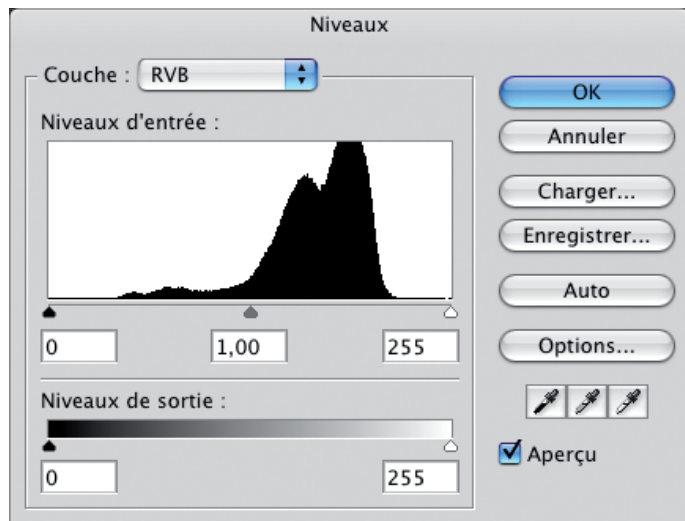 Niveaux
Couche : RVB
Niveaux d'entrée :
0
1,00
255
Niveaux de sortie :
0
255
OK
Annuler
Charger...
Enregistrer...
Auto
Options...
Aperçu